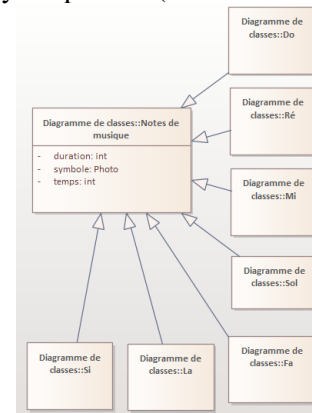 Diagramme de
classes::Do
Diagramme de classes::Notes de
musique
- duration: int
- symbole: Photo
- temps: int
Diagramme de
classes::Ré
Diagramme de
classes::Mi
Diagramme de
classes::Sol
Diagramme de
classes::Si
Diagramme de
classes::La
Diagramme de
classes::Fa